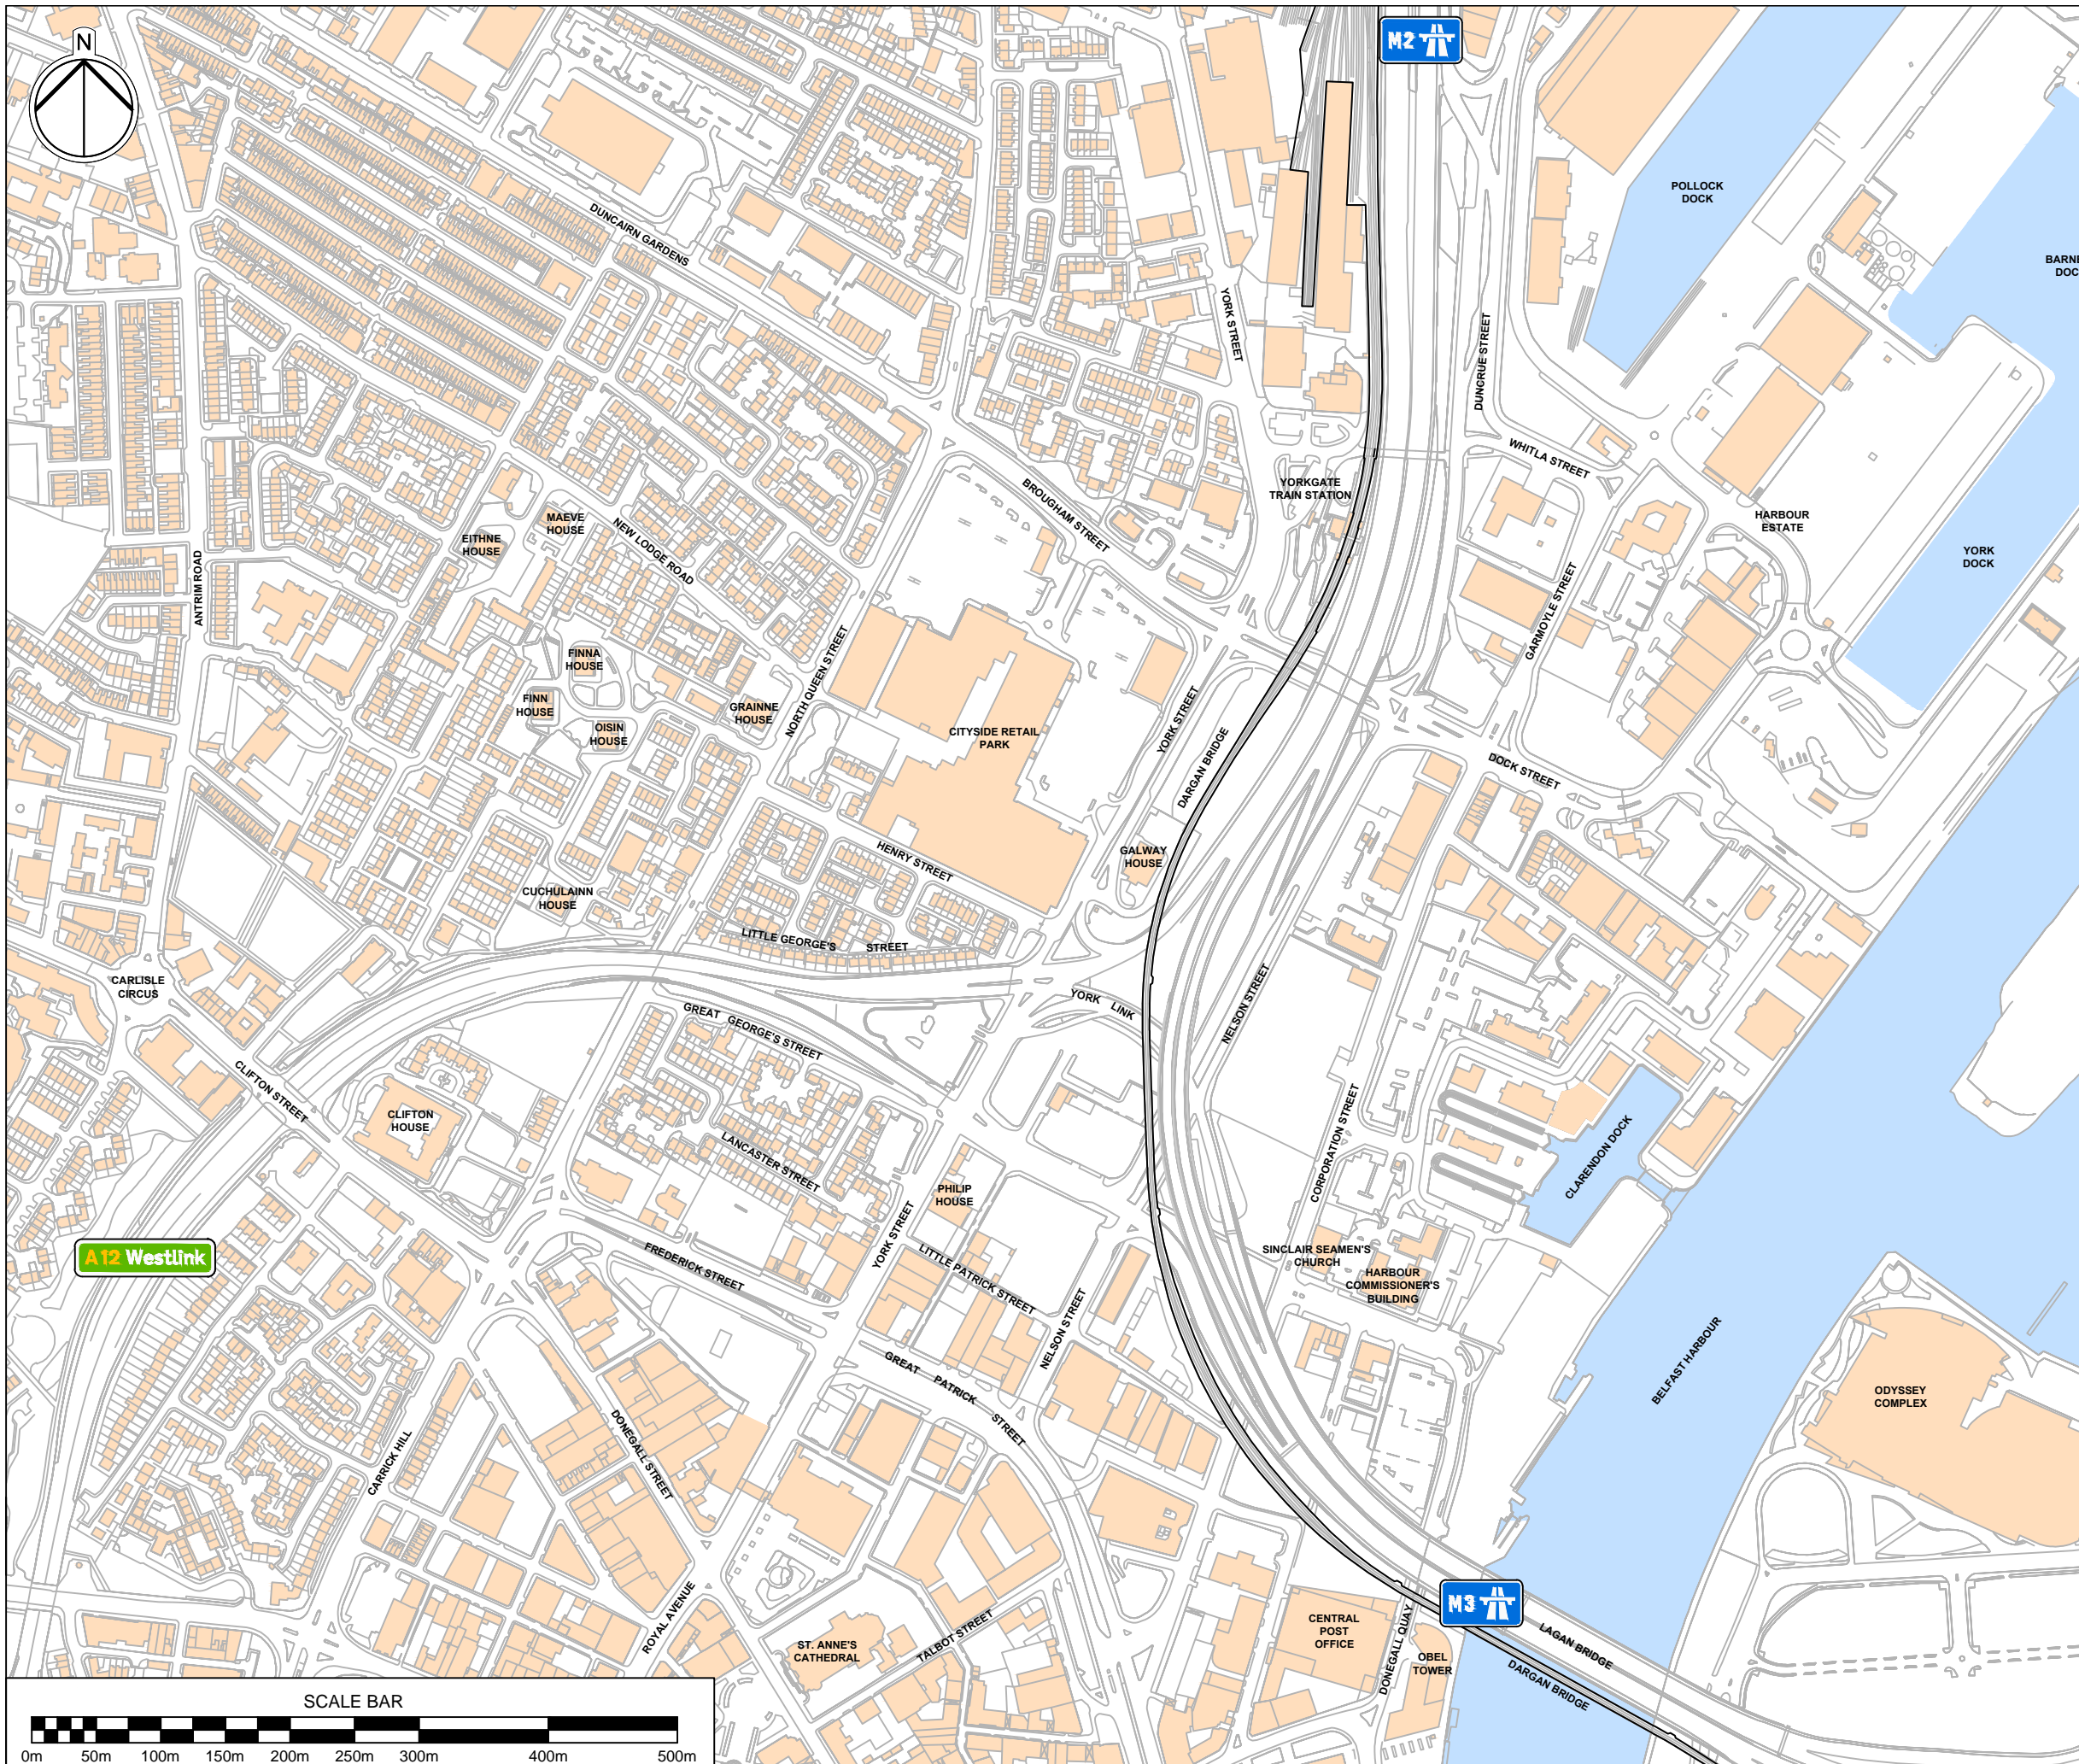 N
M2
POLLOCK
DOCK
DUNCAIRN GARDENS
YORK STREET
DUNCRUE STREET
WHITLA STREET
YORKGATE
TRAIN STATION
BROUGHAM STREET
HARBOUR
ESTATE
MAEVE
HOUSE
EITHNE
HOUSE
NEW LODGE ROAD
YORK
DOCK
ANTRIM ROAD
GARMOYLE STREET
FINNA
HOUSE
NORTH QUEEN STREET
FINN
HOUSE
GRAINNE
HOUSE
OISIN
HOUSE
CITYSIDE RETAIL
PARK
YORK STREET
DARGAN BRIDGE
DOCK STREET
GALWAY
HOUSE
HENRY STREET
CUCHULAINN
HOUSE
LITTLE GEORGE'S STREET
CARLISLE
CIRCUS
YORK LINK
NELSON STREET
GREAT GEORGE'S STREET
CLIFTON STREET
CLIFTON
HOUSE
CORPORATION STREET
CLARENDON DOCK
LANCASTER STREET
PHILIP
HOUSE
YORK STREET
A12 Westlink
FREDERICK STREET
LITTLE PATRICK STREET
SINCLAIR SEAMEN'S
CHURCH
HARBOUR
COMMISSIONER'S
BUILDING
NELSON STREET
BELFAST HARBOUR
GREAT PATRICK STREET
ODYSSEY
COMPLEX
DONEGALL STREET
CARRICK HILL
M3
ROYAL AVENUE
ST. ANNE'S
CATHEDRAL
TALBOT STREET
CENTRAL
POST
OFFICE
DONEGALL QUAY
OBEL
TOWER
LAGAN BRIDGE
DARGAN BRIDGE
SCALE BAR
0m 50m 100m 150m 200m 250m 300m 400m 500m